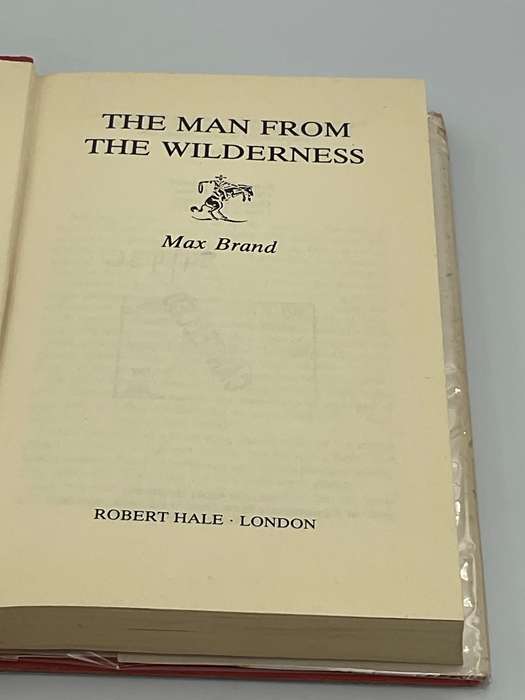 THE MAN FROM
THE WILDERNESS
Max Brand
ROBERT HALE · LONDON